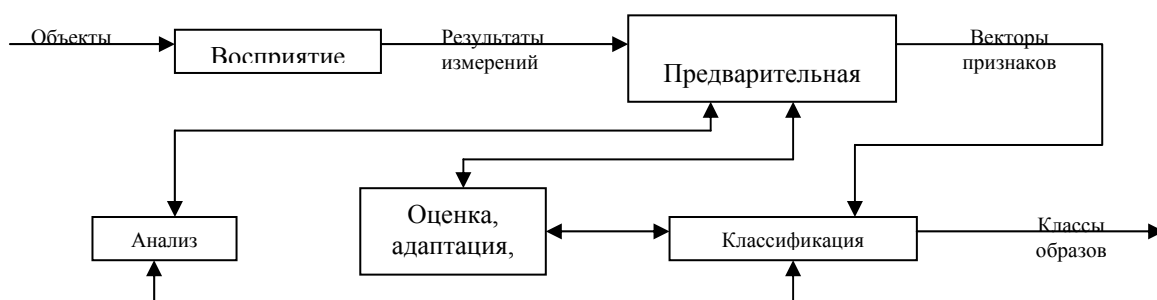 Объекты
Восприятие
Результаты
измерений
Предварительная
Векторы
признаков
Анализ
Оценка,
адаптация,
Классификация
Классы
образов